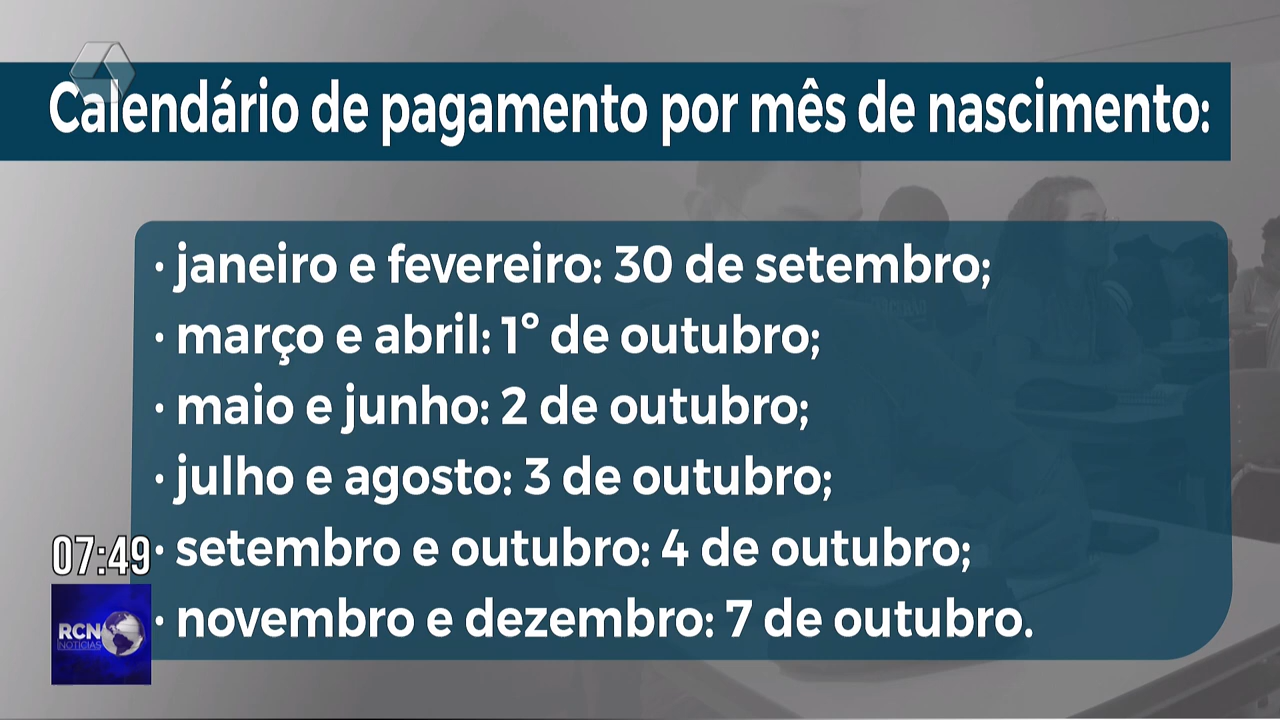 Calendário de pagamento por mês de nascimento:
· janeiro e fevereiro: 30 de setembro;
· março e abril: 1º de outubro;
· maio e junho: 2 de outubro;
· julho e agosto: 3 de outubro;
· setembro e outubro: 4 de outubro;
· novembro e dezembro: 7 de outubro.
07:49
RCN
NOTÍCIAS